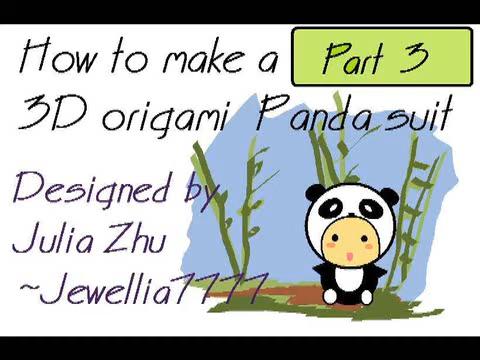 How to make a Part 3
3D origami Panda suit
Designed by
Julia Zhu
~Jewellia7777